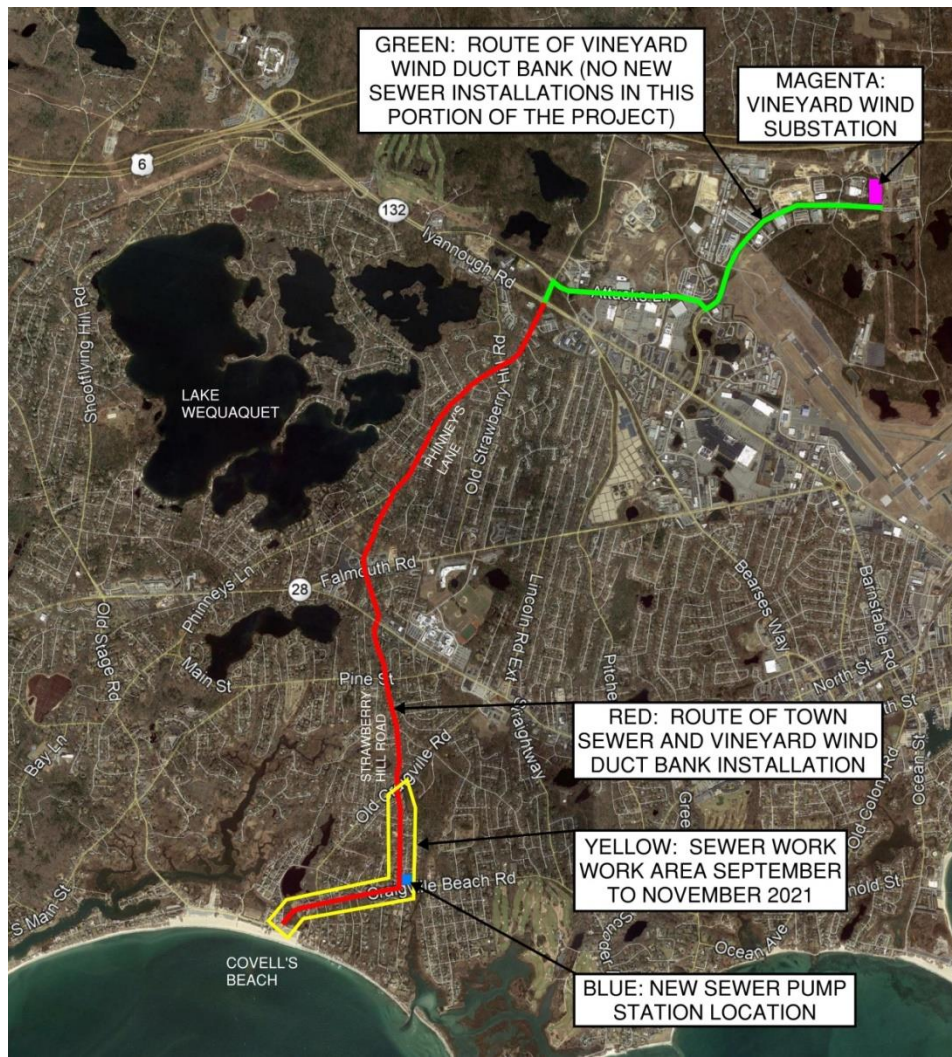 GREEN: ROUTE OF VINEYARD
WIND DUCT BANK (NO NEW
SEWER INSTALLATIONS IN THIS
PORTION OF THE PROJECT)
MAGENTA:
VINEYARD WIND
SUBSTATION
6
132
Iyannough Rd
Attucks Ln
Shootflying Hill Rd
LAKE
WEQUAQUET
Old Strawberry Hill Rd
PHINNEY'S
LANE
Falmouth Rd
28
Phinneys Ln
Old Stage Rd
Main St
Pine St
Lincoln Rd Ext
Bearses Way
Barnstable Rd
North St
Straightway
STRAWBERRY
HILL ROAD
Bay Ln
RED: ROUTE OF TOWN
SEWER AND VINEYARD WIND
DUCT BANK INSTALLATION
Old Colony Rd
Ocean St
YELLOW: SEWER WORK
WORK AREA SEPTEMBER
TO NOVEMBER 2021
Beach Rd
S Main St
Ocean Ave
COVELL'S
BEACH
BLUE: NEW SEWER PUMP
STATION LOCATION